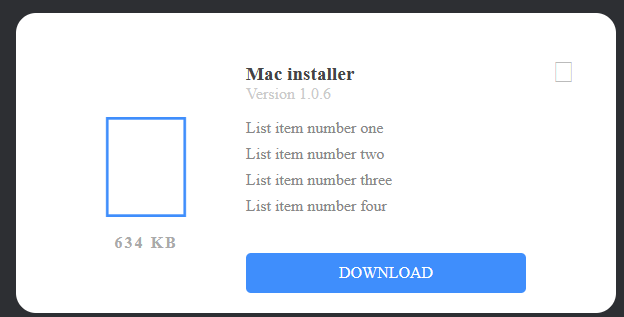 Mac installer
Version 1.0.6
List item number one
List item number two
List item number three
List item number four
634 KB
DOWNLOAD